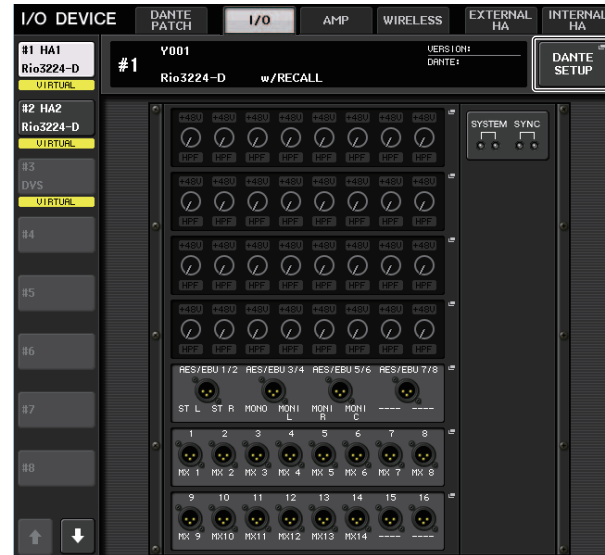 I/O DEVICE
DANTE PATCH
I/O
AMP
WIRELESS
EXTERNAL HA
INTERNAL HA
#1 HA1
Rio3224-D
VIRTUAL
#2 HA2
Rio3224-D
VIRTUAL
#3
DVS
VIRTUAL
#4
#5
#6
#7
#8
#1
Y001
Rio3224-D w/RECALL
VERSION:
DANTE:
DANTE SETUP
SYSTEM SYNC
+48V +48V +48V +48V +48V +48V +48V +48V
HPF HPF HPF HPF HPF HPF HPF HPF
+48V +48V +48V +48V +48V +48V +48V +48V
HPF HPF HPF HPF HPF HPF HPF HPF
+48V +48V +48V +48V +48V +48V +48V +48V
HPF HPF HPF HPF HPF HPF HPF HPF
+48V +48V +48V +48V +48V +48V +48V +48V
HPF HPF HPF HPF HPF HPF HPF HPF
AES/EBU 1/2 AES/EBU 3/4 AES/EBU 5/6 AES/EBU 7/8
ST L ST R MONO MONI L MONI R MONI C ---- ----
1 2 3 4 5 6 7 8
MX 1 MX 2 MX 3 MX 4 MX 5 MX 6 MX 7 MX 8
9 10 11 12 13 14 15 16
MX 9 MX10 MX11 MX12 MX13 MX14 ---- ----